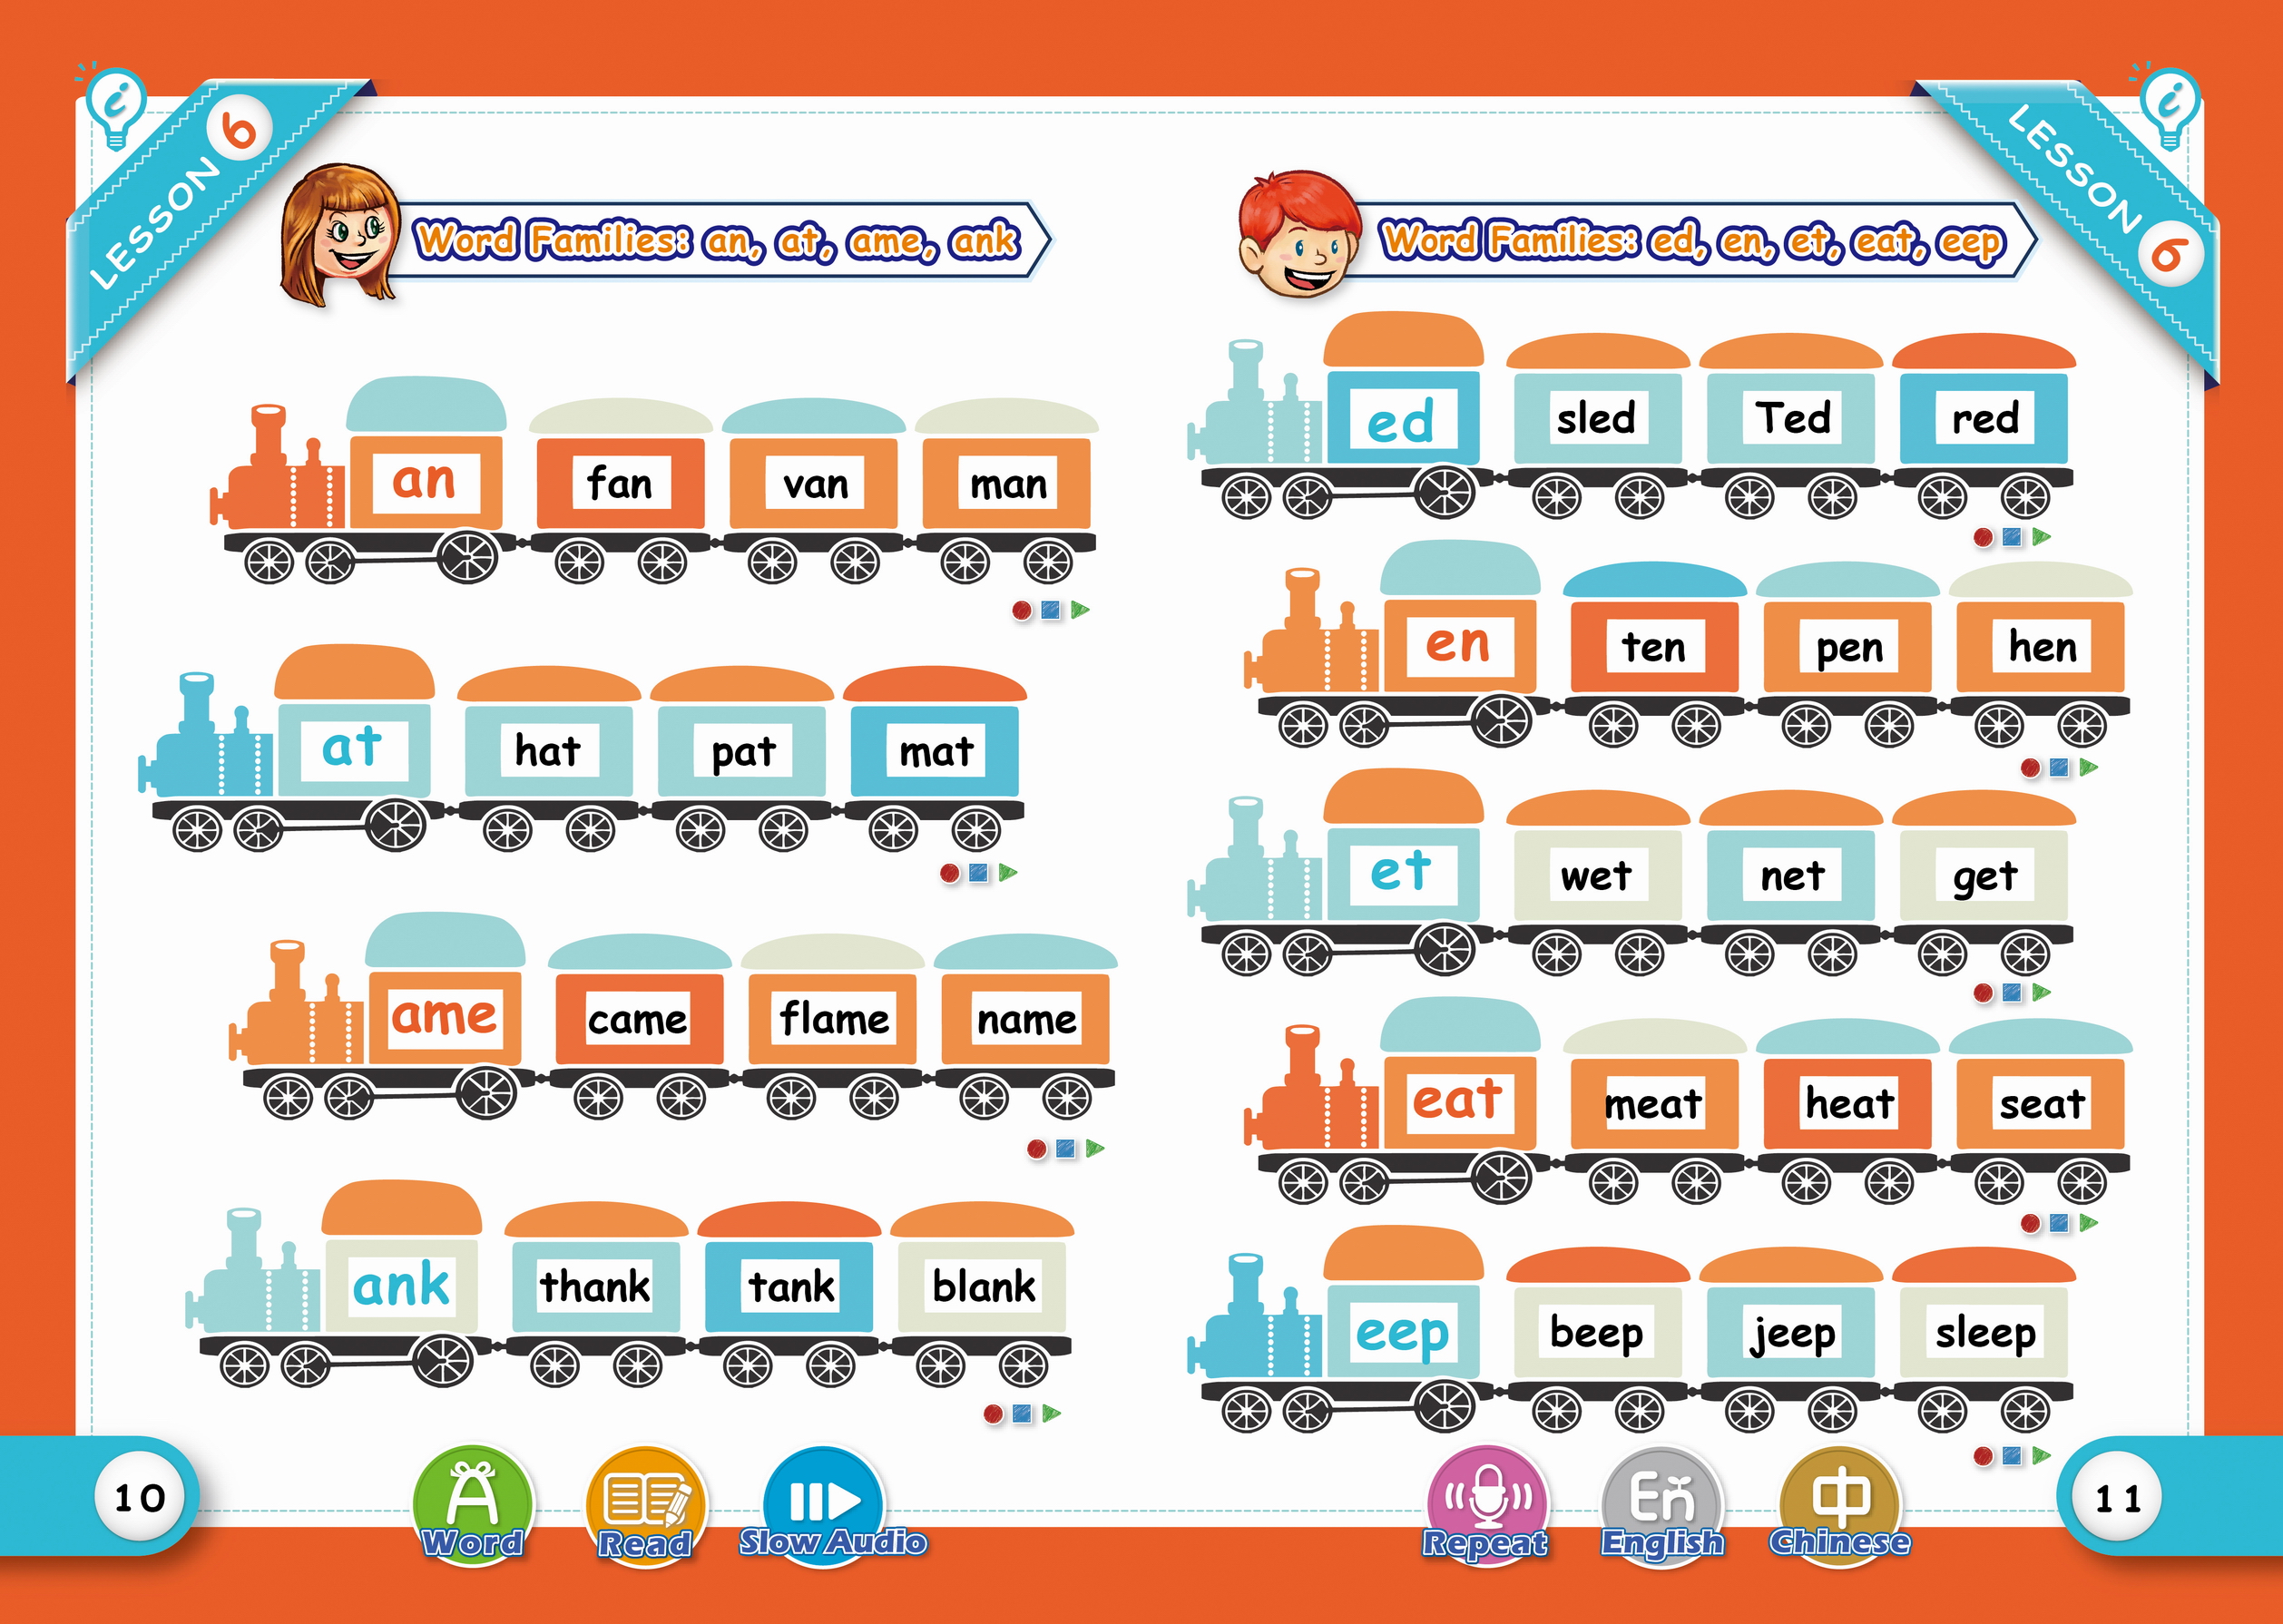 LESSON 6
Word Families: an, at, ame, ank
an fan van man
at hat pat mat
ame came flame name
ank thank tank blank
10
Word
Read
Slow Audio
LESSON 6
Word Families: ed, en, et, eat, eep
ed sled Ted red
en ten pen hen
et wet net get
eat meat heat seat
eep beep jeep sleep
Repeat
En English
中 Chinese
11